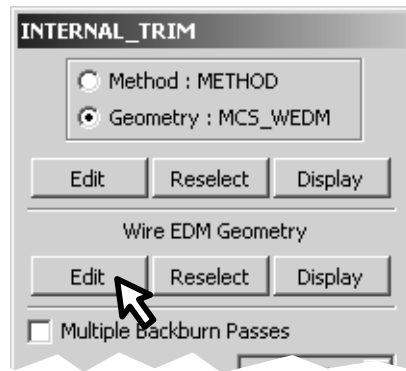 INTERNAL_TRIM
Method : METHOD
Geometry : MCS_WEDM
Edit Reselect Display
Wire EDM Geometry
Edit Reselect Display
Multiple Backburn Passes